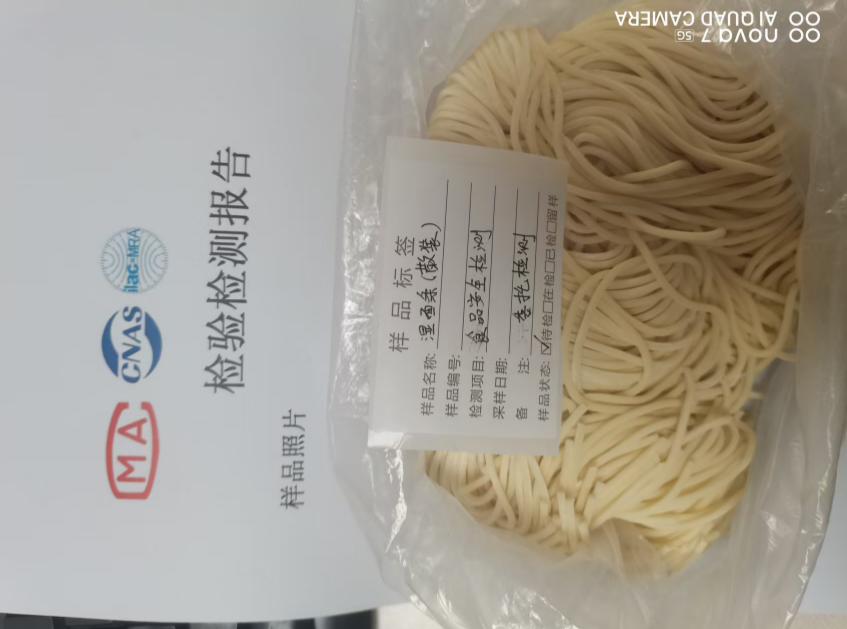 MA
CNAS
ilac-MRA
检验检测报告
样品照片
样品标签
样品名称: 湿面条(散装)
样品编号:
检测项目: 食品安全检测
采样日期:
备 注: 委托检测
样品状态: ☑待检□在检□已检□留样
nova 7 5G
AI QUAD CAMERA